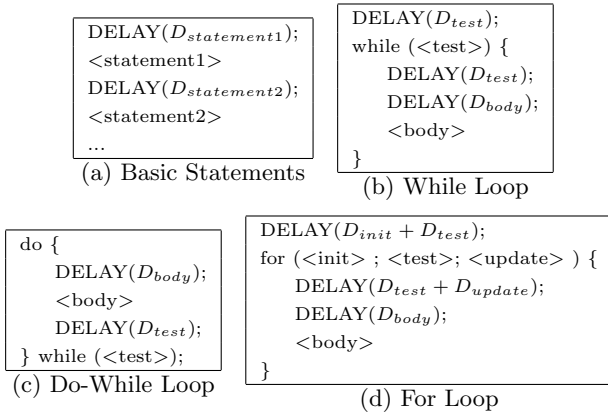 DELAY(D_statement1);
<statement1>
DELAY(D_statement2);
<statement2>
...
(a) Basic Statements
DELAY(D_test);
while (<test>) {
DELAY(D_test);
DELAY(D_body);
<body>
}
(b) While Loop
do {
DELAY(D_body);
<body>
DELAY(D_test);
} while (<test>);
(c) Do-While Loop
DELAY(D_init + D_test);
for (<init> ; <test>; <update> ) {
DELAY(D_test + D_update);
DELAY(D_body);
<body>
}
(d) For Loop